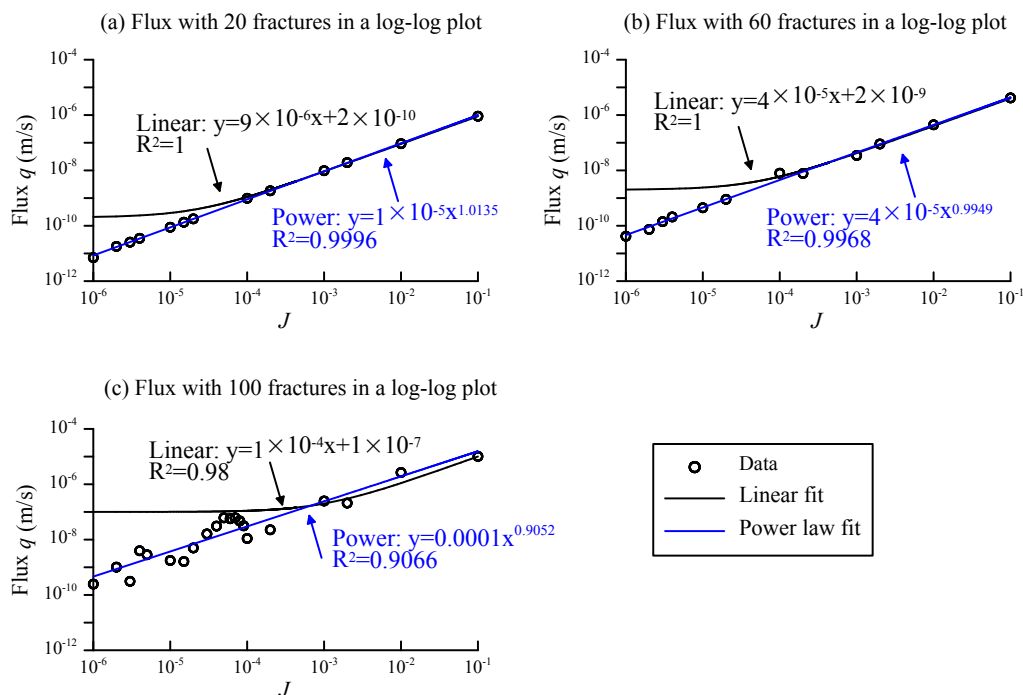 (a) Flux with 20 fractures in a log-log plot
Flux q (m/s)
10⁻⁴
10⁻⁶
10⁻⁸
10⁻¹⁰
10⁻¹²
Linear: y=9×10⁻⁶x+2×10⁻¹⁰
R²=1
Power: y=1×10⁻⁵x¹·⁰¹³⁵
R²=0.9996
10⁻⁶ 10⁻⁵ 10⁻⁴ 10⁻³ 10⁻² 10⁻¹
J
(b) Flux with 60 fractures in a log-log plot
Flux q (m/s)
10⁻⁴
10⁻⁶
10⁻⁸
10⁻¹⁰
10⁻¹²
Linear: y=4×10⁻⁵x+2×10⁻⁹
R²=1
Power: y=4×10⁻⁵x⁰·⁹⁹⁴⁹
R²=0.9968
10⁻⁶ 10⁻⁵ 10⁻⁴ 10⁻³ 10⁻² 10⁻¹
J
(c) Flux with 100 fractures in a log-log plot
Flux q (m/s)
10⁻⁴
10⁻⁶
10⁻⁸
10⁻¹⁰
10⁻¹²
Linear: y=1×10⁻⁴x+1×10⁻⁷
R²=0.98
Power: y=0.0001x⁰·⁹⁰⁵²
R²=0.9066
10⁻⁶ 10⁻⁵ 10⁻⁴ 10⁻³ 10⁻² 10⁻¹
J
Data
Linear fit
Power law fit